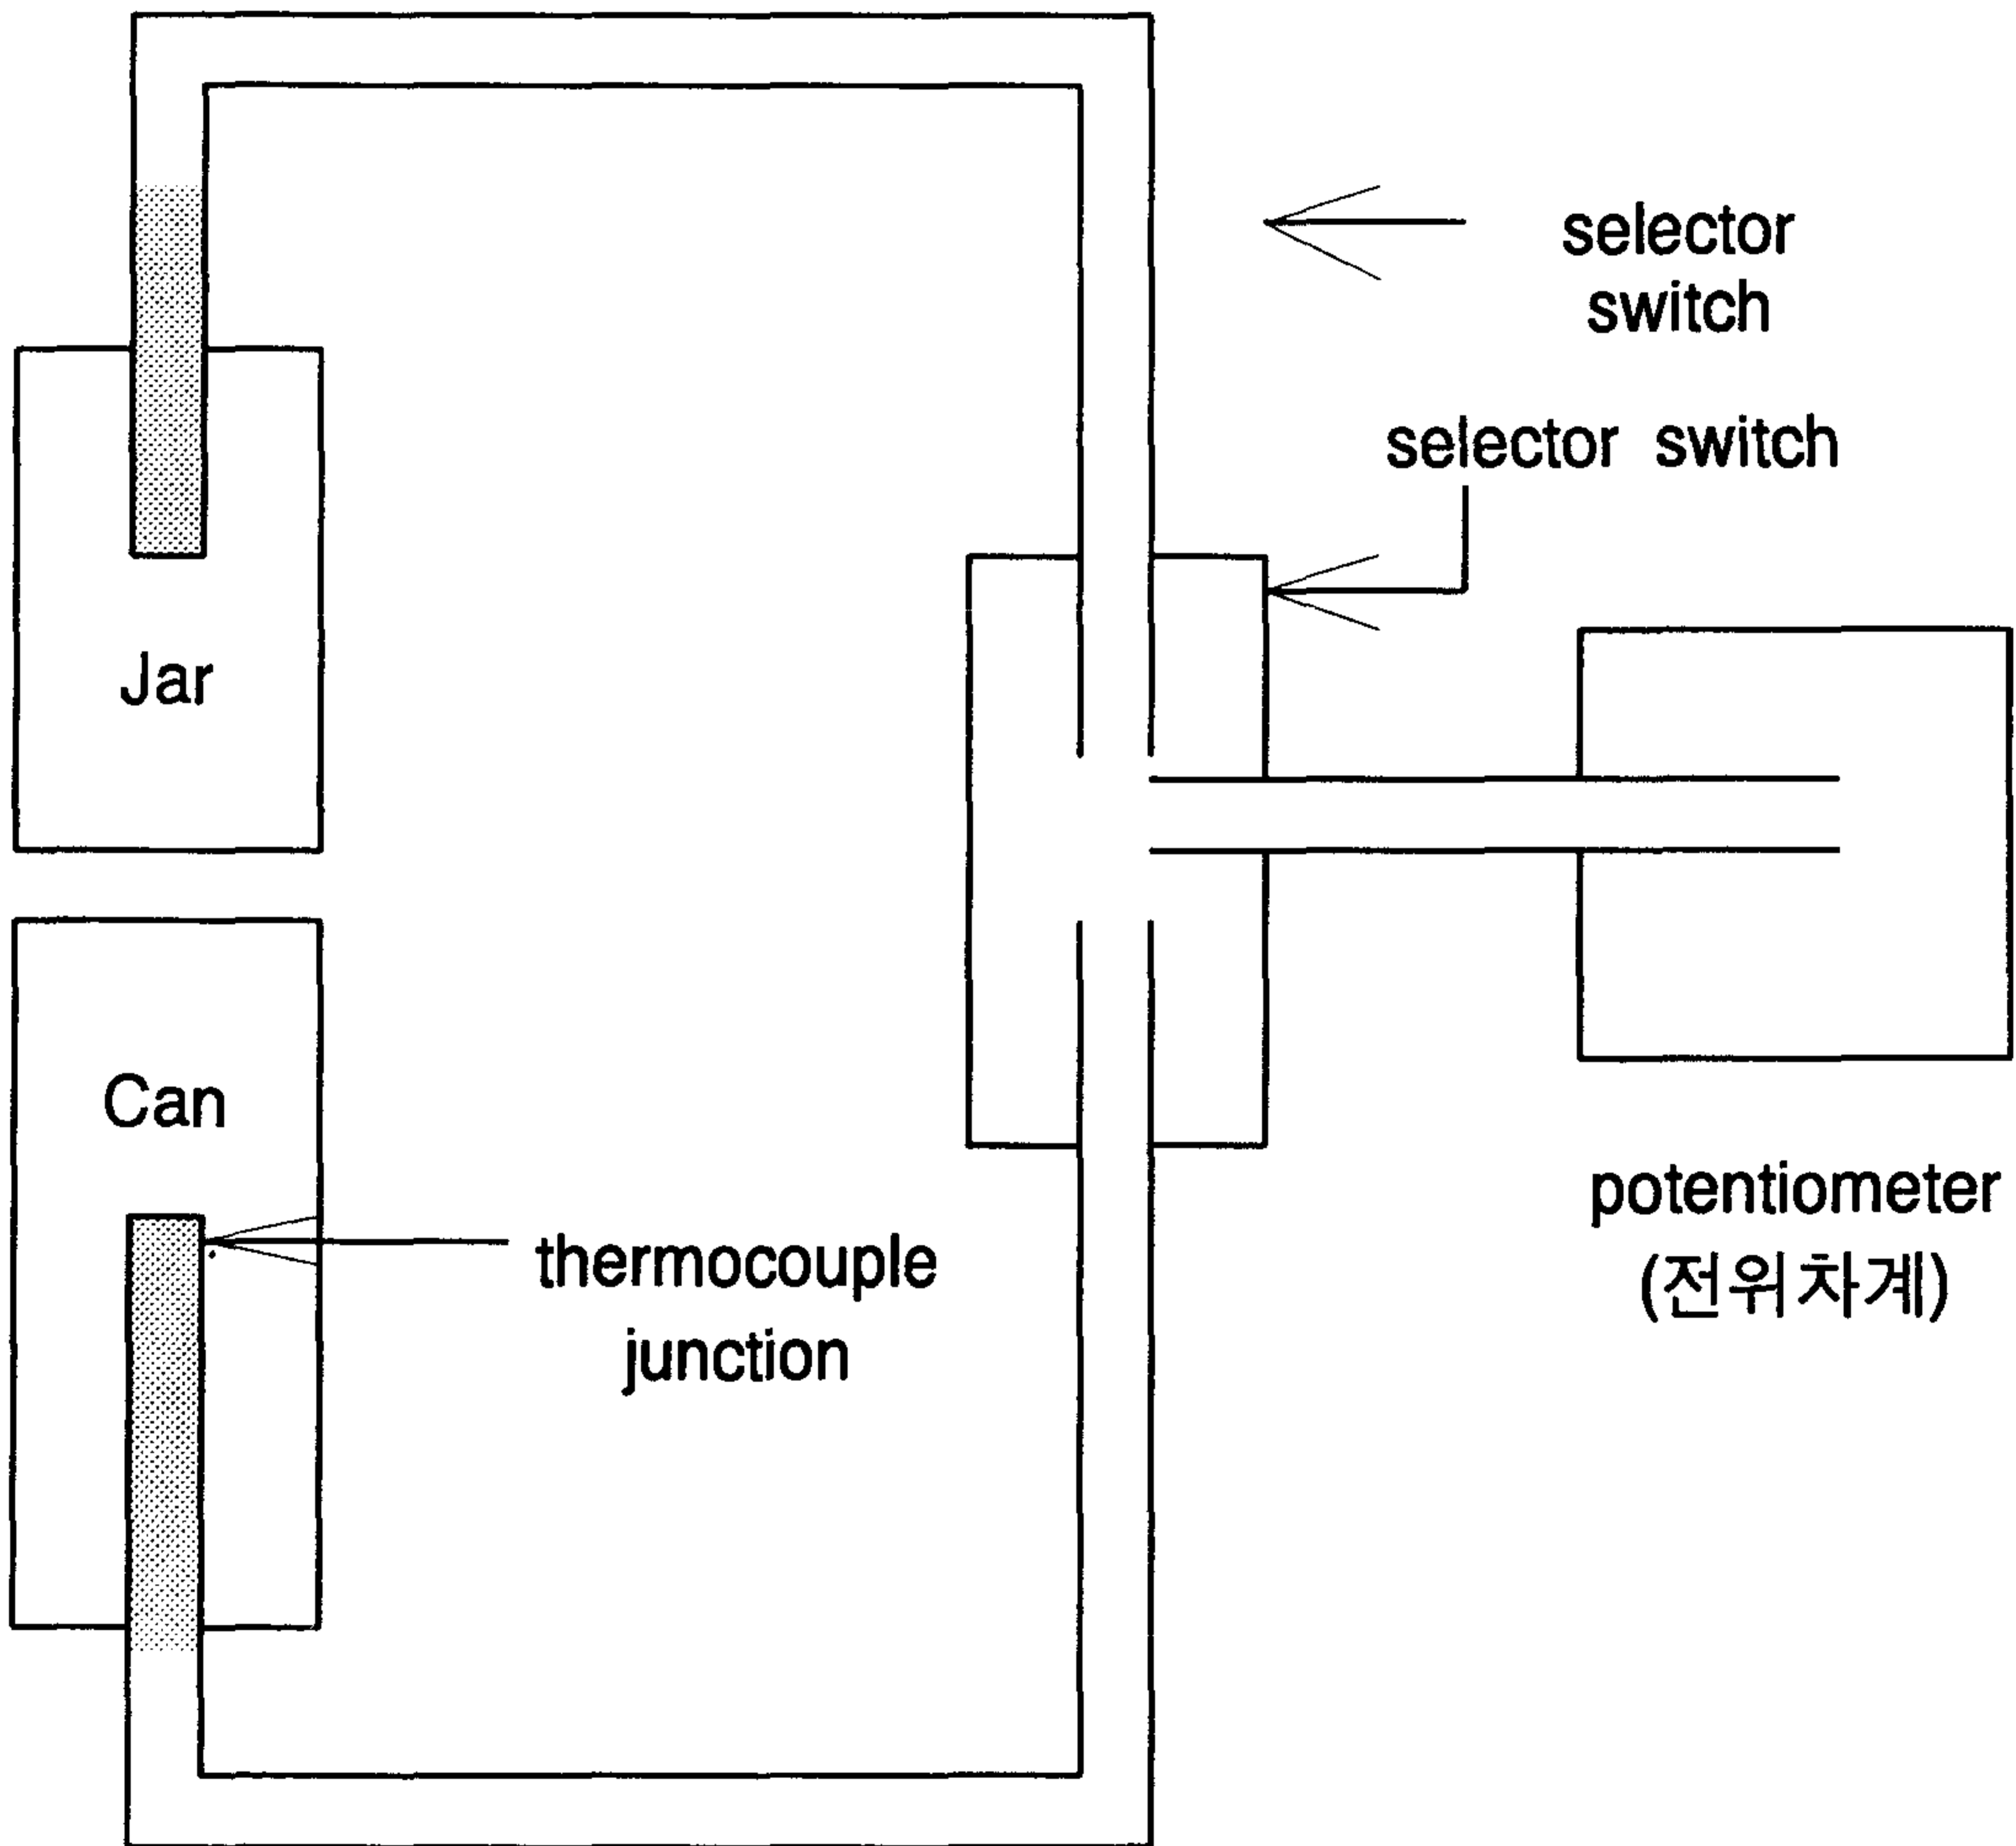 selector
switch
selector switch
Jar
Can
thermocouple
junction
potentiometer
(전위차계)